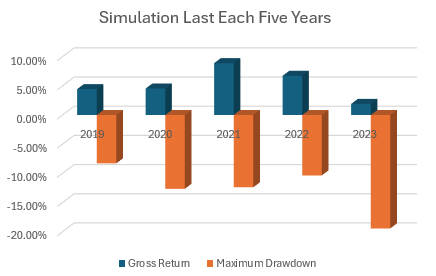 Simulation Last Each Five Years
10.00%
5.00%
0.00%
-5.00%
-10.00%
-15.00%
-20.00%
2019 2020 2021 2022 2023
Gross Return Maximum Drawdown